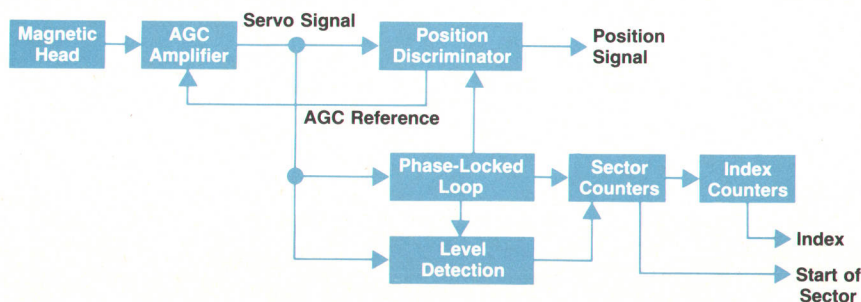 Servo Signal
Magnetic
Head
AGC
Amplifier
Position
Discriminator
Position
Signal
AGC Reference
Phase-Locked
Loop
Sector
Counters
Index
Counters
Level
Detection
Index
Start of
Sector